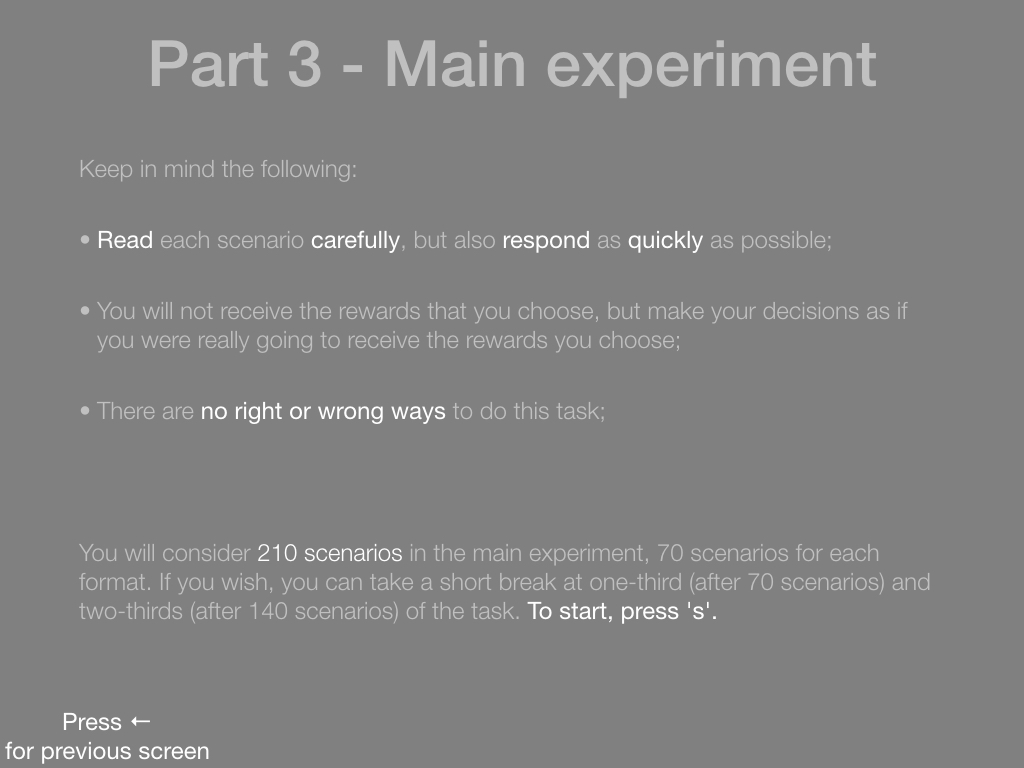 Part 3 - Main experiment
Keep in mind the following:
• Read each scenario carefully, but also respond as quickly as possible;
• You will not receive the rewards that you choose, but make your decisions as if
you were really going to receive the rewards you choose;
• There are no right or wrong ways to do this task;
You will consider 210 scenarios in the main experiment, 70 scenarios for each
format. If you wish, you can take a short break at one-third (after 70 scenarios) and
two-thirds (after 140 scenarios) of the task. To start, press 's'.
Press ←
for previous screen